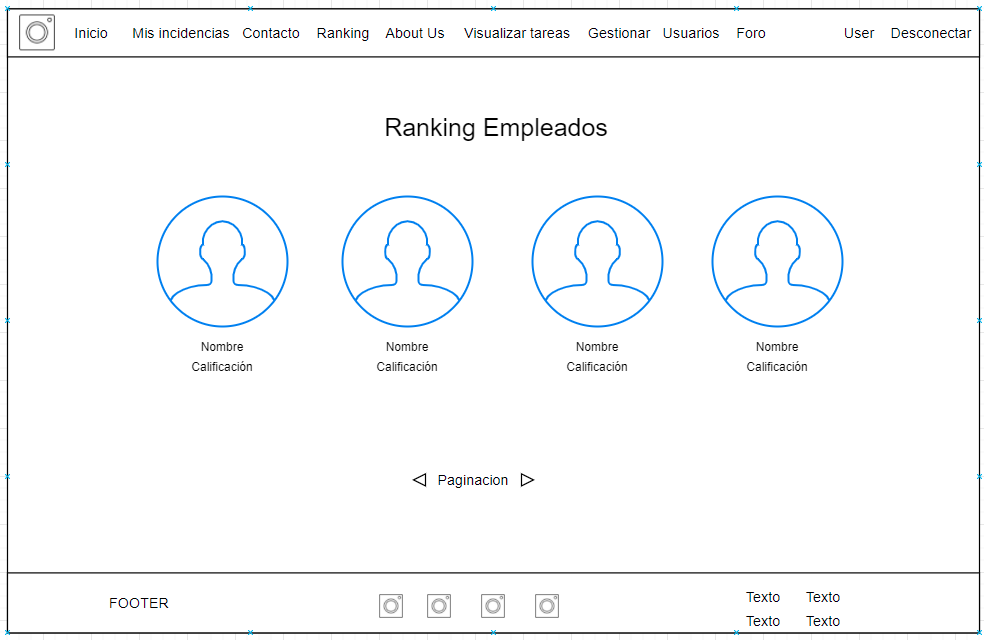 Inicio Mis incidencias Contacto Ranking About Us Visualizar tareas Gestionar Usuarios Foro User Desconectar
Ranking Empleados
Nombre Nombre Nombre Nombre
Calificación Calificación Calificación Calificación
Paginacion
FOOTER
Texto Texto
Texto Texto